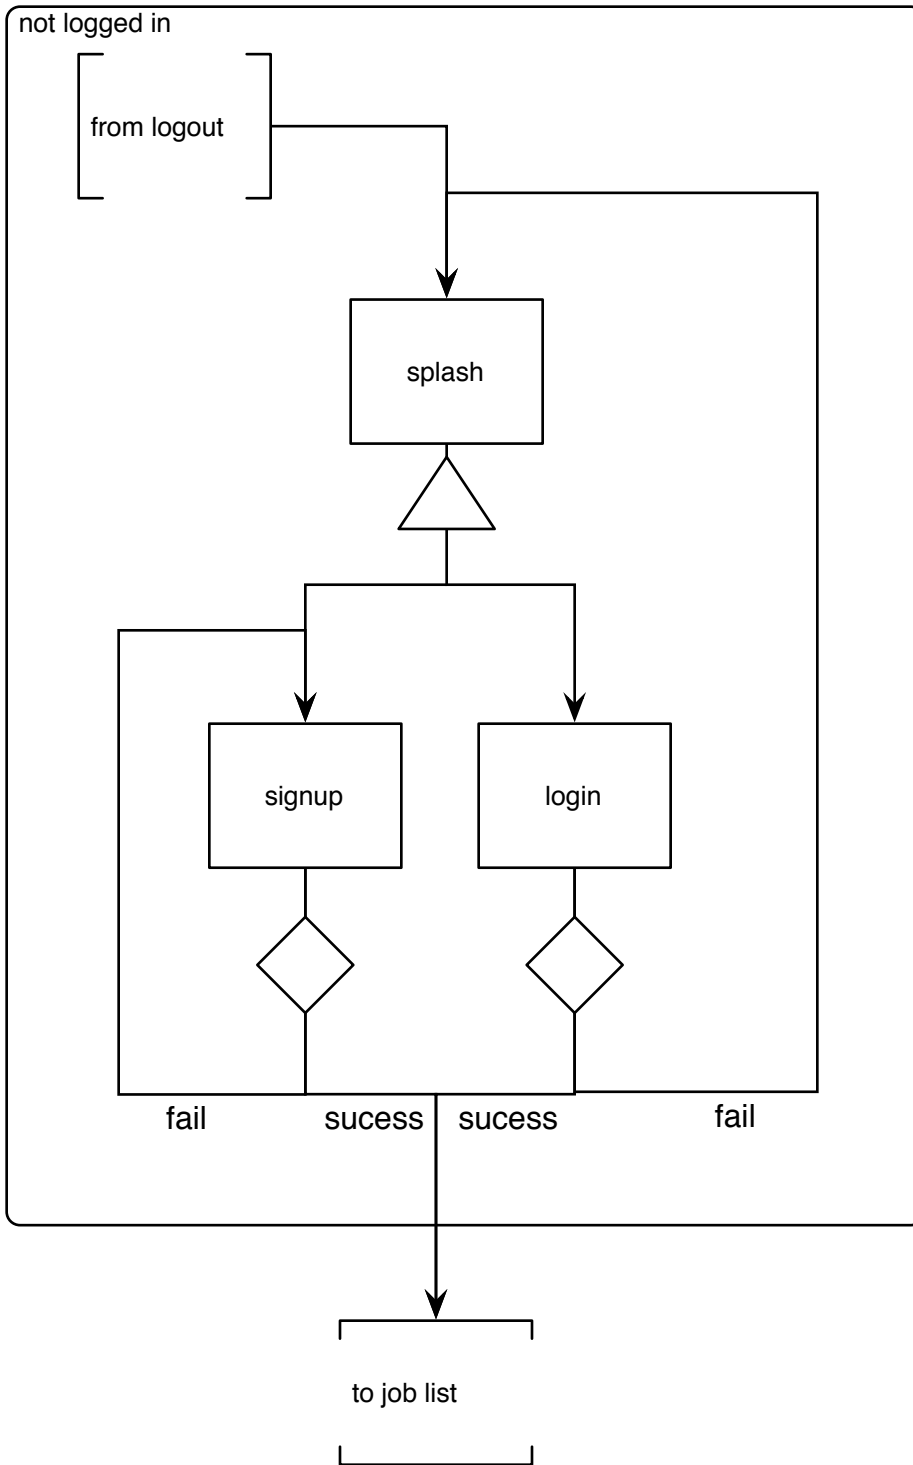 not logged in
from logout
splash
signup
login
fail
sucess
sucess
fail
to job list